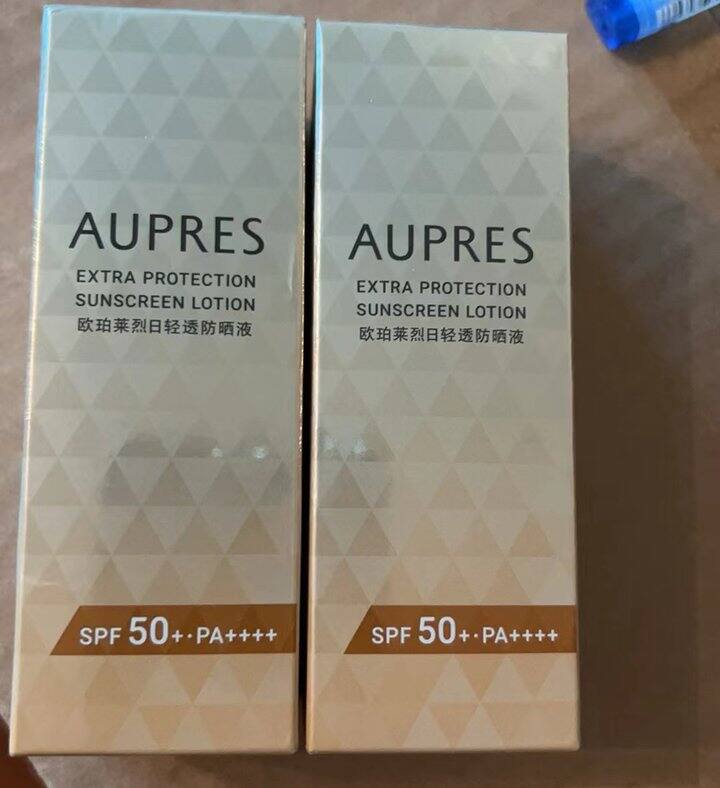 AUPRES
EXTRA PROTECTION
SUNSCREEN LOTION
欧珀莱烈日轻透防晒液
SPF 50+·PA++++
AUPRES
EXTRA PROTECTION
SUNSCREEN LOTION
欧珀莱烈日轻透防晒液
SPF 50+·PA++++